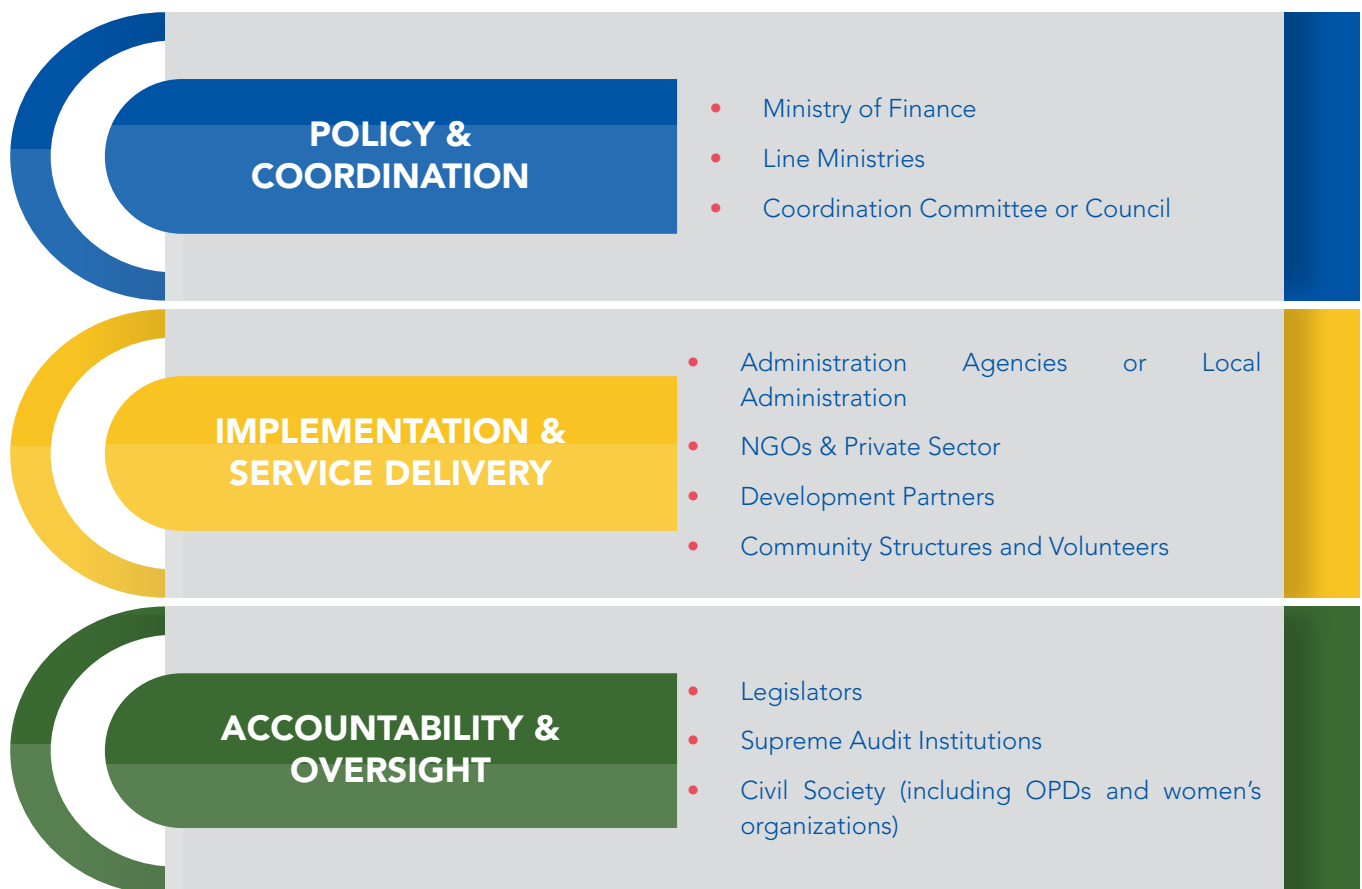 POLICY &
COORDINATION
• Ministry of Finance
• Line Ministries
• Coordination Committee or Council
IMPLEMENTATION &
SERVICE DELIVERY
• Administration Agencies or Local
Administration
• NGOs & Private Sector
• Development Partners
• Community Structures and Volunteers
ACCOUNTABILITY &
OVERSIGHT
• Legislators
• Supreme Audit Institutions
• Civil Society (including OPDs and women's
organizations)